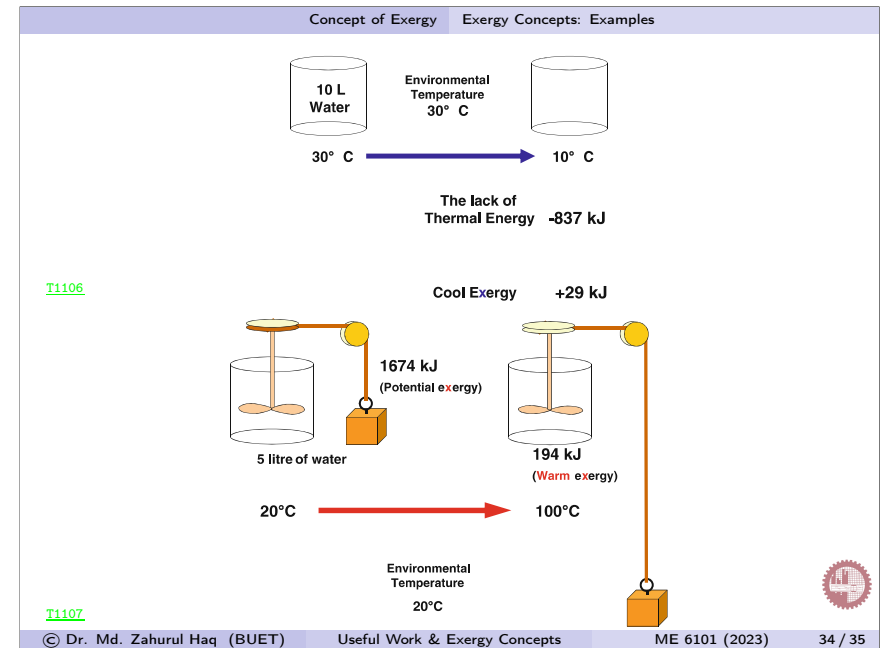 Concept of Exergy Exergy Concepts: Examples
10 L
Water
Environmental
Temperature
30° C
30° C
10° C
The lack of
Thermal Energy -837 kJ
T1106
Cool Exergy +29 kJ
1674 kJ
(Potential exergy)
5 litre of water
194 kJ
(Warm exergy)
20°C
100°C
Environmental
Temperature
20°C
T1107
© Dr. Md. Zahurul Haq (BUET) Useful Work & Exergy Concepts ME 6101 (2023) 34 / 35